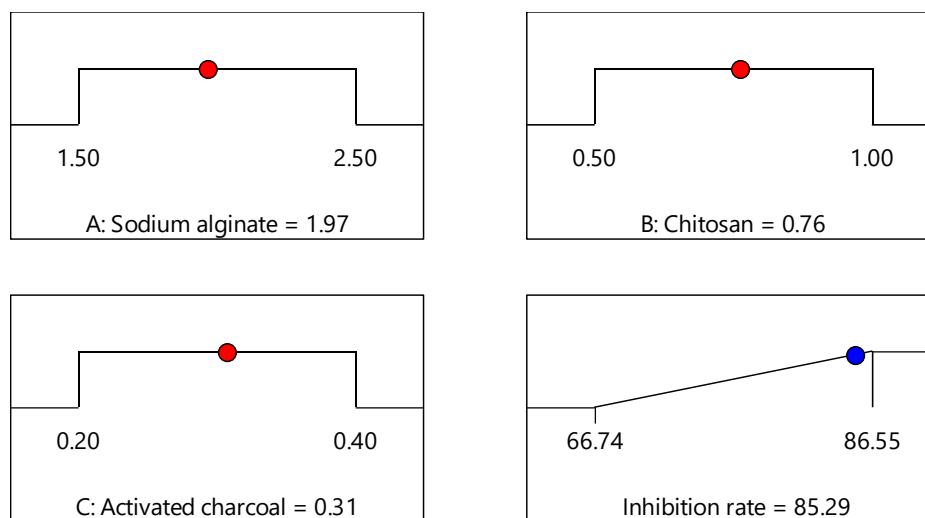 1.50 2.50
A: Sodium alginate = 1.97
0.50 1.00
B: Chitosan = 0.76
0.20 0.40
C: Activated charcoal = 0.31
66.74 86.55
Inhibition rate = 85.29